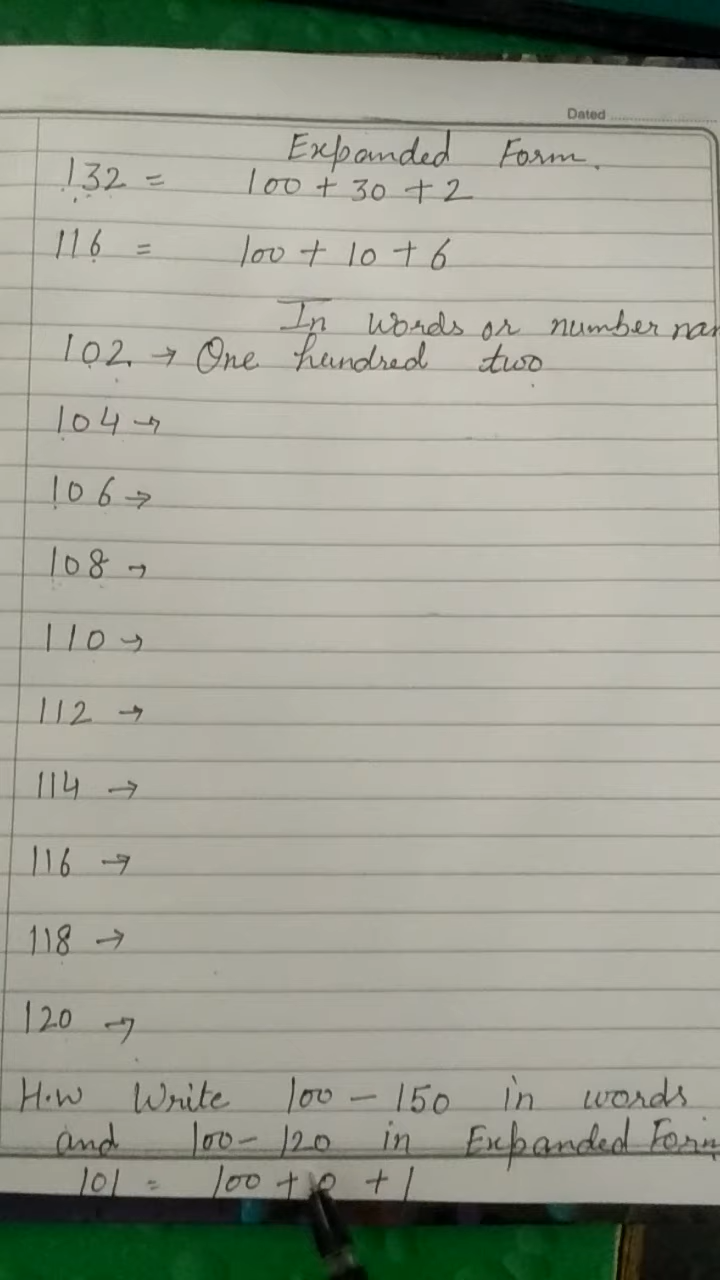 Dated
Expanded Form.
132 = 100 + 30 + 2
116 = 100 + 10 + 6
In words or number
102 → One hundred two
104 →
106 →
108 →
110 →
112 →
114 →
116 →
118 →
120 →
H.W Write 100 - 150 in words
and 100 - 120 in Expanded Form
101 = 100 + 0 + 1